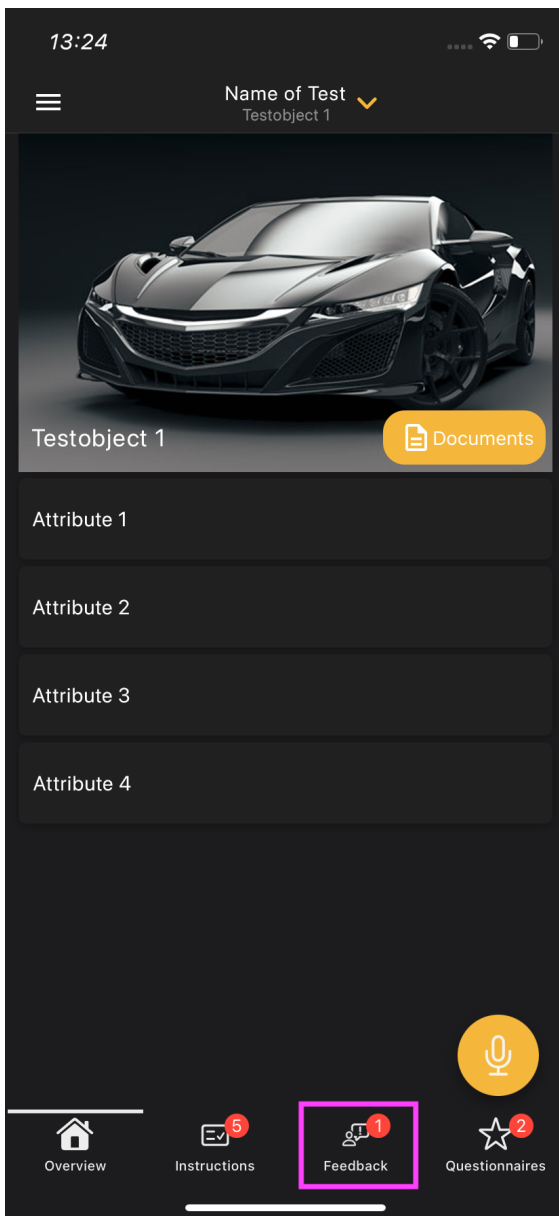 13:24
Name of Test
Testobject 1
Testobject 1
Documents
Attribute 1
Attribute 2
Attribute 3
Attribute 4
5
1
2
Overview
Instructions
Feedback
Questionnaires